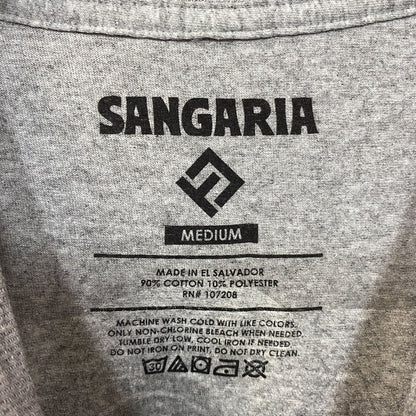 SANGARIA
MEDIUM
MADE IN EL SALVADOR
90% COTTON 10% POLYESTER
RN# 107208
MACHINE WASH COLD WITH LIKE COLORS.
ONLY NON-CHLORINE BLEACH WHEN NEEDED.
TUMBLE DRY LOW, COOL IRON IF NEEDED.
DO NOT IRON ON PRINT, DO NOT DRY CLEAN.
30